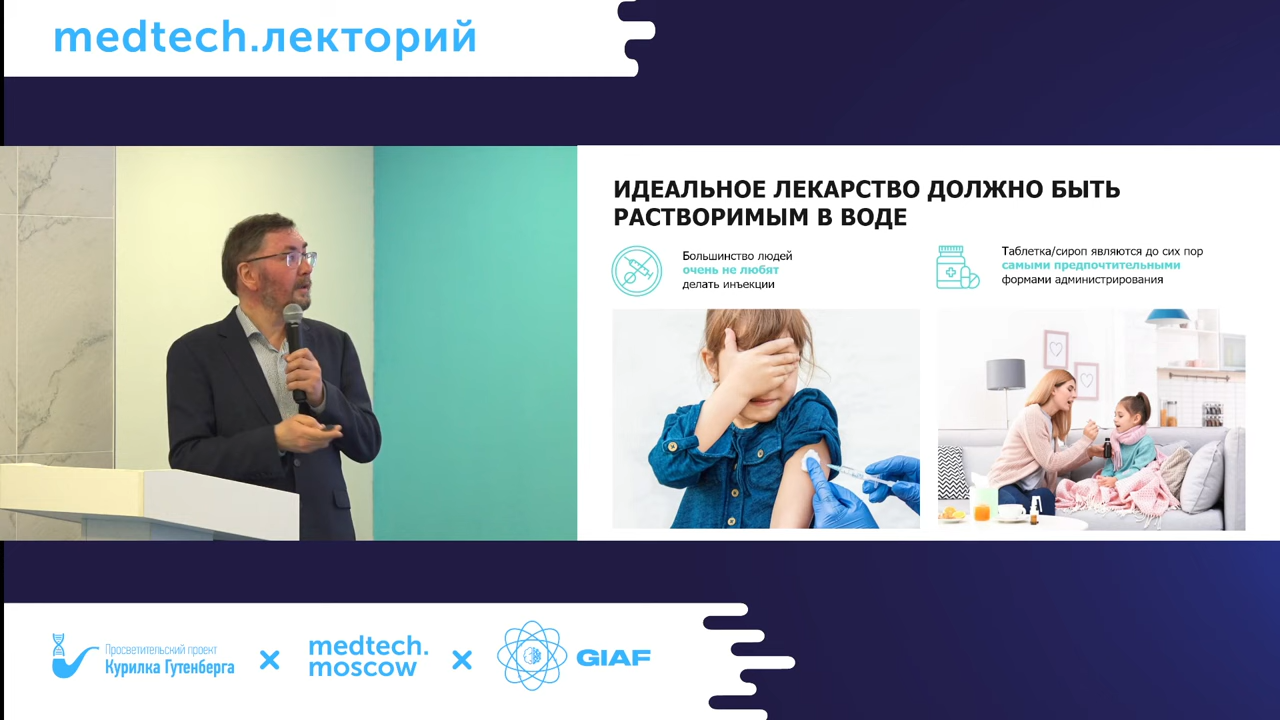 medtech.лекторий
ИДЕАЛЬНОЕ ЛЕКАРСТВО ДОЛЖНО БЫТЬ
РАСТВОРИМЫМ В ВОДЕ
Большинство людей
очень не любят
делать инъекции
Таблетка/сироп являются до сих пор
самыми предпочтительными
формами администрирования
Просветительский проект
Курилка Гутенберга
medtech.
moscow
GIAF